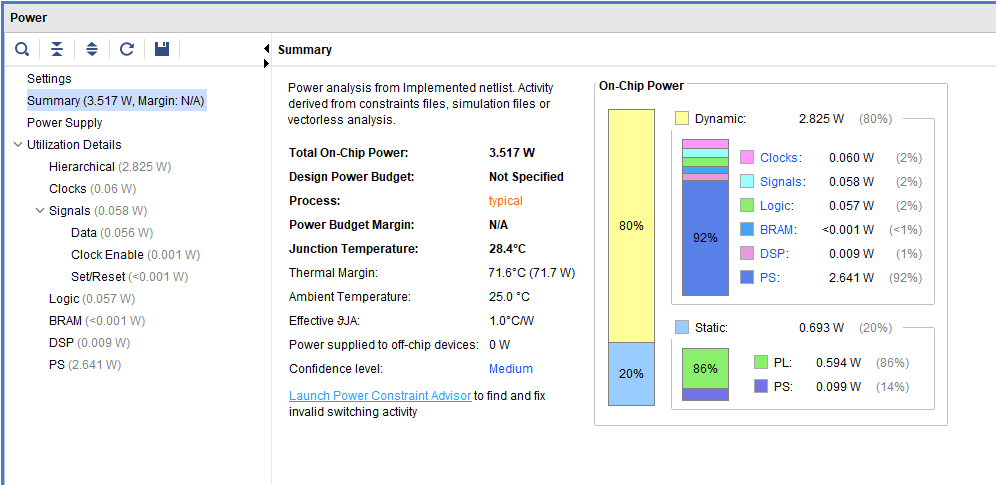 Power
Summary
Settings
Summary (3.517 W, Margin: N/A)
Power Supply
Utilization Details
Hierarchical (2.825 W)
Clocks (0.06 W)
Signals (0.058 W)
Data (0.056 W)
Clock Enable (0.001 W)
Set/Reset (<0.001 W)
Logic (0.057 W)
BRAM (<0.001 W)
DSP (0.009 W)
PS (2.641 W)
Power analysis from Implemented netlist. Activity
derived from constraints files, simulation files or
vectorless analysis.
Total On-Chip Power: 3.517 W
Design Power Budget: Not Specified
Process: typical
Power Budget Margin: N/A
Junction Temperature: 28.4°C
Thermal Margin: 71.6°C (71.7 W)
Ambient Temperature: 25.0 °C
Effective ϑJA: 1.0°C/W
Power supplied to off-chip devices: 0 W
Confidence level: Medium
Launch Power Constraint Advisor to find and fix
invalid switching activity
On-Chip Power
80%
20%
Dynamic: 2.825 W (80%)
92%
Clocks: 0.060 W (2%)
Signals: 0.058 W (2%)
Logic: 0.057 W (2%)
BRAM: <0.001 W (<1%)
DSP: 0.009 W (1%)
PS: 2.641 W (92%)
Static: 0.693 W (20%)
86%
PL: 0.594 W (86%)
PS: 0.099 W (14%)